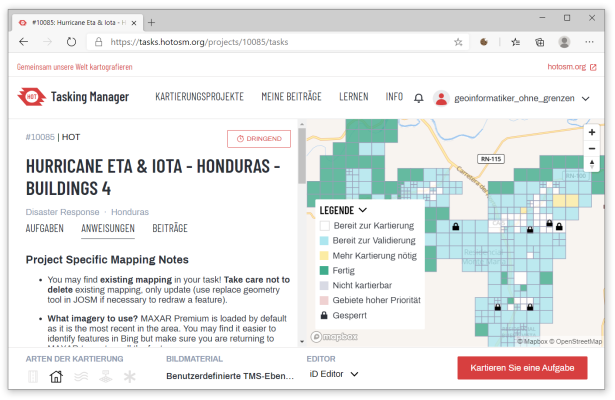 #10085: Hurricane Eta & Iota - H
https://tasks.hotosm.org/projects/10085/tasks
Gemeinsam unsere Welt kartografieren
hotosm.org
HOT
Tasking Manager
KARTIERUNGSPROJEKTE
MEINE BEITRÄGE
LERNEN
INFO
geoinformatiker_ohne_grenzen
#10085 | HOT
DRINGEND
HURRICANE ETA & IOTA - HONDURAS -
BUILDINGS 4
Disaster Response · Honduras
AUFGABEN
ANWEISUNGEN
BEITRÄGE
Project Specific Mapping Notes
• You may find existing mapping in your task! Take care not to
delete existing mapping, only update (use replace geometry
tool in JOSM if necessary to redraw a feature).
• What imagery to use? MAXAR Premium is loaded by default
as it is the most recent in the area. You may find it easier to
identify features in Bing but make sure you are returning to
RN-115
Carretera de
LEGENDE
Bereit zur Kartierung
Bereit zur Validierung
Mehr Kartierung nötig
Fertig
Nicht kartierbar
Gebiete hoher Priorität
Gesperrt
mapbox
© Mapbox © OpenStreetMap
ARTEN DER KARTIERUNG
BILDMATERIAL
Benutzerdefinierte TMS-Eben...
EDITOR
iD Editor
Kartieren Sie eine Aufgabe